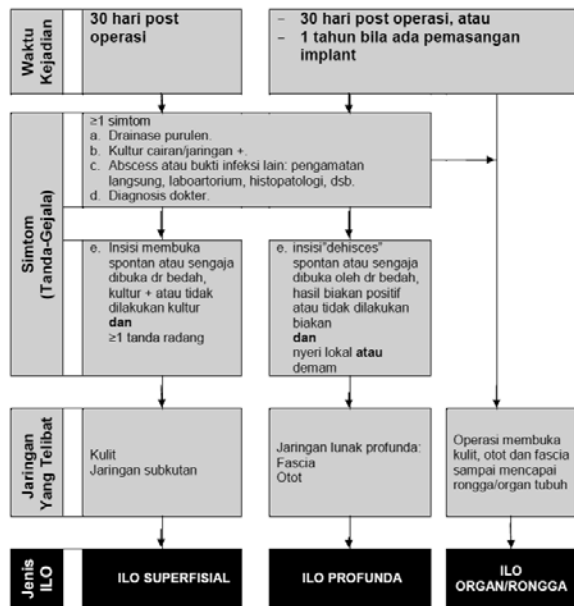 Waktu
Kejadian
30 hari post
operasi
− 30 hari post operasi, atau
− 1 tahun bila ada pemasangan
implant
Simtom
(Tanda-Gejala)
≥1 simtom
a. Drainase purulen.
b. Kultur cairan/jaringan +.
c. Abscess atau bukti infeksi lain: pengamatan
langsung, laboartorium, histopatologi, dsb.
d. Diagnosis dokter.
e. Insisi membuka
spontan atau sengaja
dibuka dr bedah,
kultur + atau tidak
dilakukan kultur
dan
≥1 tanda radang
e. insisi"dehisces"
spontan atau sengaja
dibuka oleh dr bedah,
hasil biakan positif
atau tidak dilakukan
biakan
dan
nyeri lokal atau
demam
Jaringan
Yang Telibat
Kulit
Jaringan subkutan
Jaringan lunak profunda:
Fascia
Otot
Operasi membuka
kulit, otot dan fascia
sampai mencapai
rongga/organ tubuh
Jenis
ILO
ILO SUPERFISIAL
ILO PROFUNDA
ILO
ORGAN/RONGGA